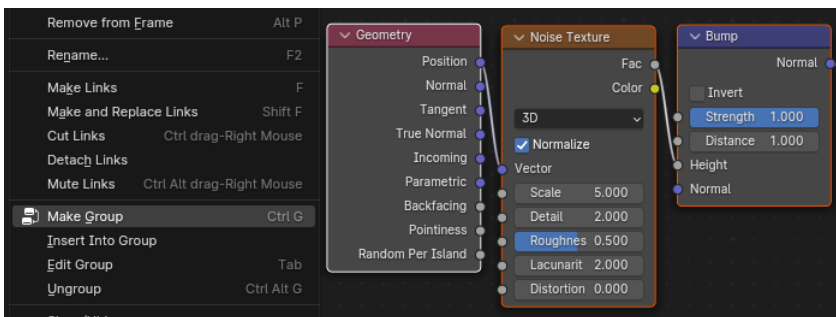 Remove from Frame Alt P
Rename... F2
Make Links F
Make and Replace Links Shift F
Cut Links Ctrl drag-Right Mouse
Detach Links
Mute Links Ctrl Alt drag-Right Mouse
Make Group Ctrl G
Insert Into Group
Edit Group Tab
Ungroup Ctrl Alt G
Geometry
Position
Normal
Tangent
True Normal
Incoming
Parametric
Backfacing
Pointiness
Random Per Island
Noise Texture
Fac
Color
3D
Normalize
Vector
Scale 5.000
Detail 2.000
Roughnes 0.500
Lacunarit 2.000
Distortion 0.000
Bump
Normal
Invert
Strength 1.000
Distance 1.000
Height
Normal